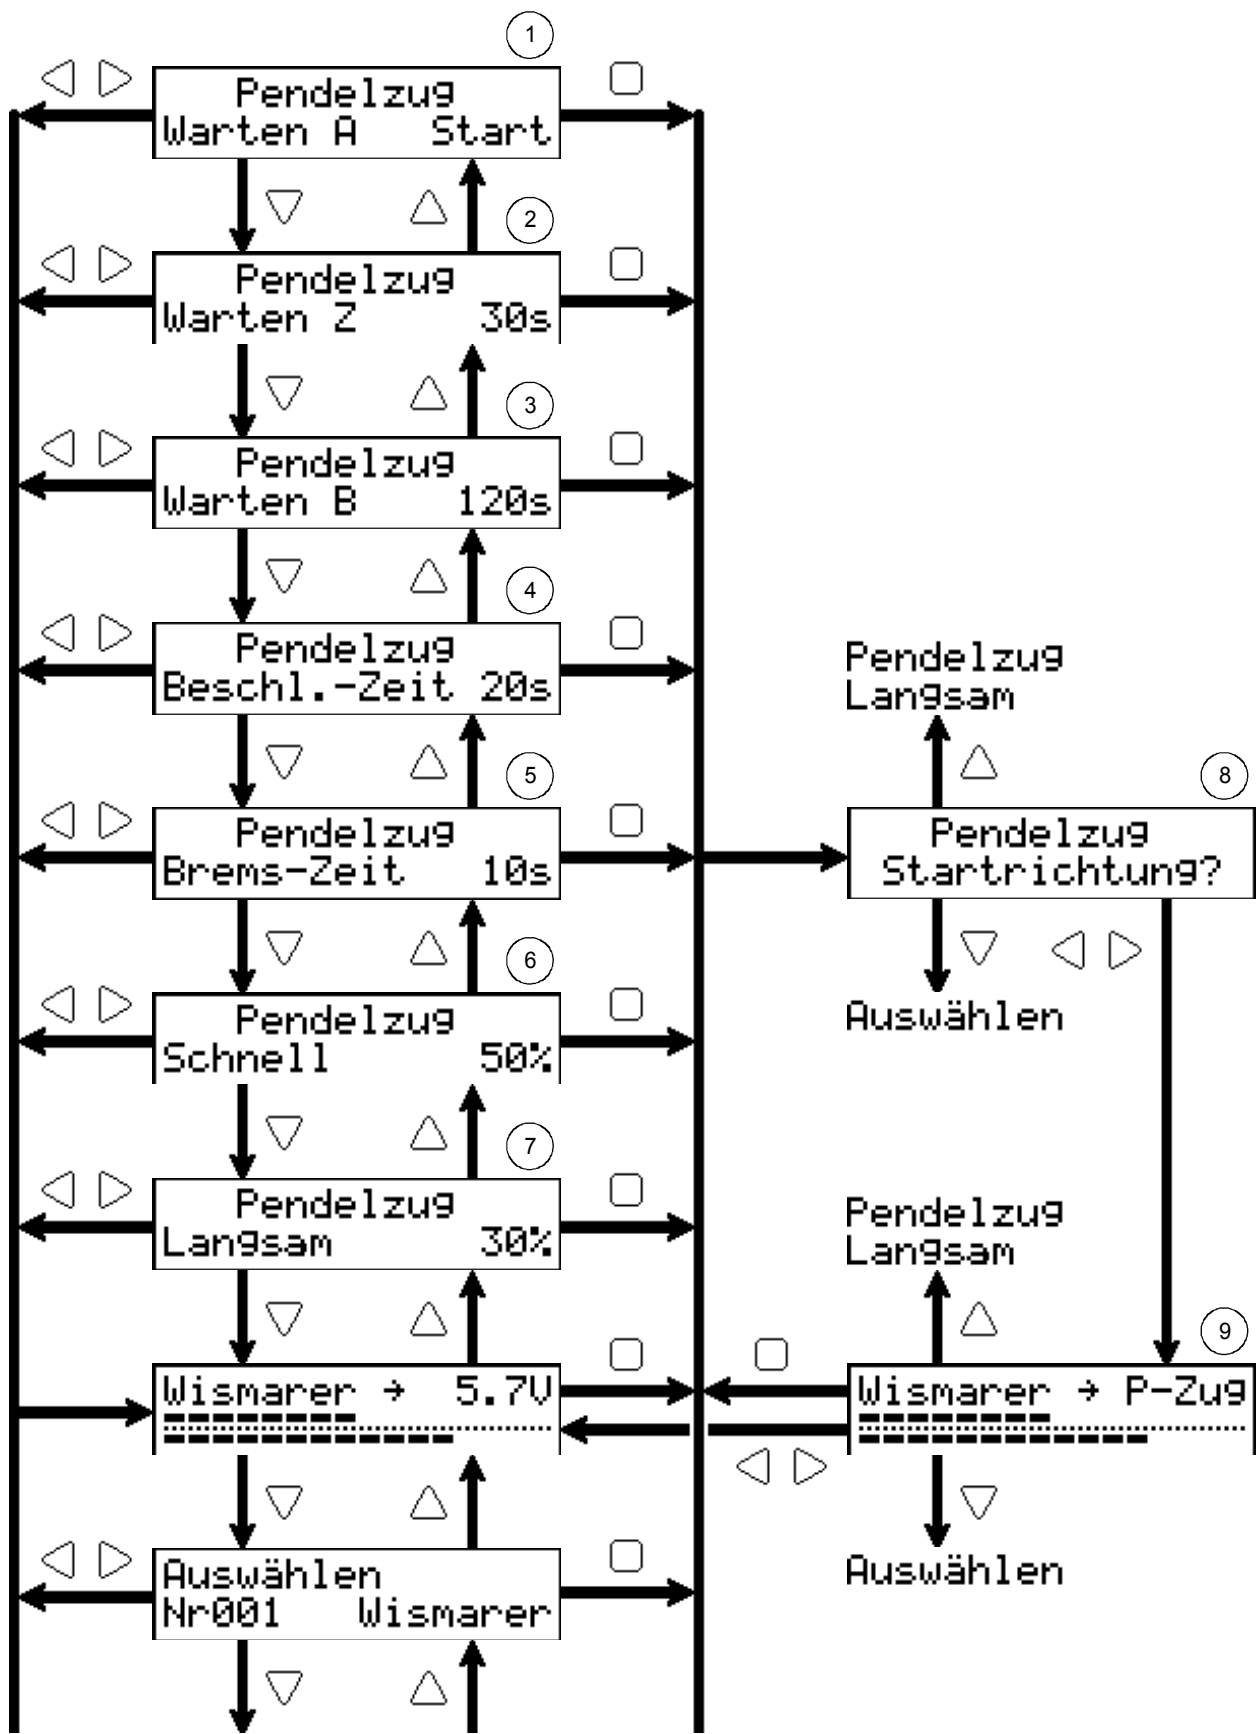 1
Pendelzug
Warten A Start
2
Pendelzug
Warten Z 30s
3
Pendelzug
Warten B 120s
4
Pendelzug
Beschl.-Zeit 20s
5
Pendelzug
Brems-Zeit 10s
6
Pendelzug
Schnell 50%
7
Pendelzug
Langsam 30%
Wismarer → 5.7V
Auswählen
Nr001 Wismarer
Pendelzug
Langsam
8
Pendelzug
Startrichtung?
Auswählen
Pendelzug
Langsam
9
Wismarer → P-Zug
Auswählen